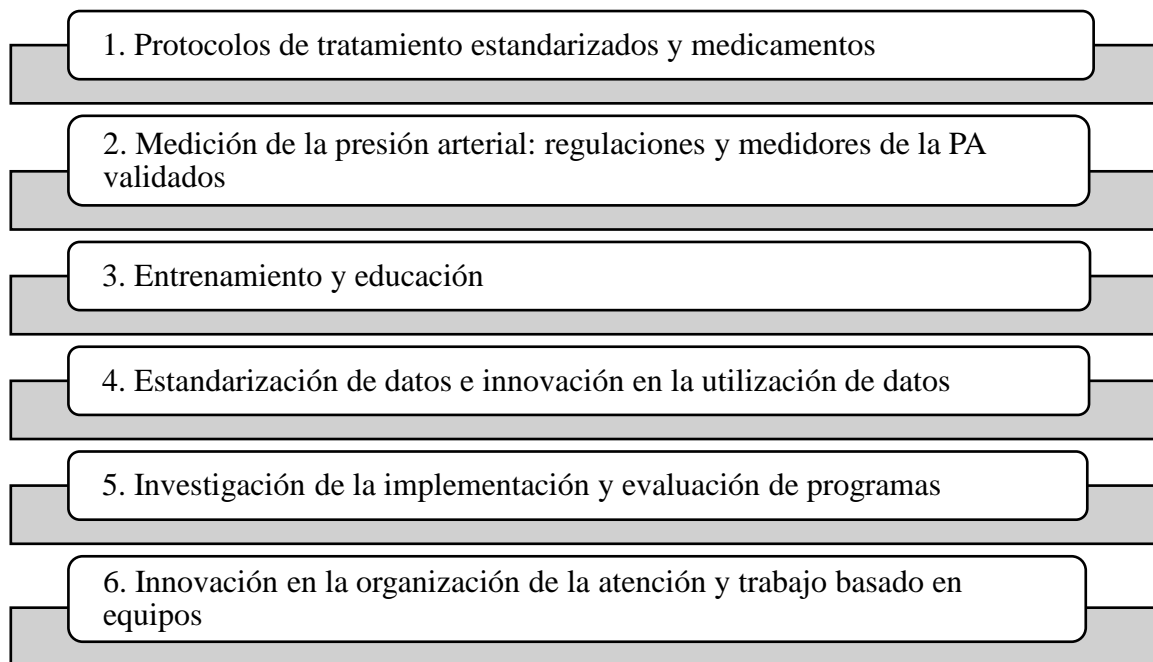 1. Protocolos de tratamiento estandarizados y medicamentos
2. Medición de la presión arterial: regulaciones y medidores de la PA
validados
3. Entrenamiento y educación
4. Estandarización de datos e innovación en la utilización de datos
5. Investigación de la implementación y evaluación de programas
6. Innovación en la organización de la atención y trabajo basado en
equipos